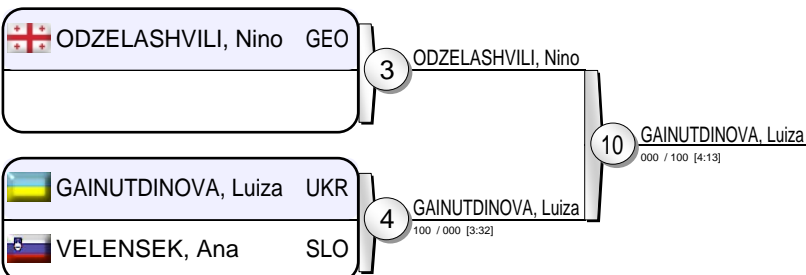 ODZELASHVILI, Nino GEO
3
ODZELASHVILI, Nino
GAINUTDINOVA, Luiza UKR
VELENSEK, Ana SLO
4
GAINUTDINOVA, Luiza
100 / 000 [3:32]
10
GAINUTDINOVA, Luiza
000 / 100 [4:13]